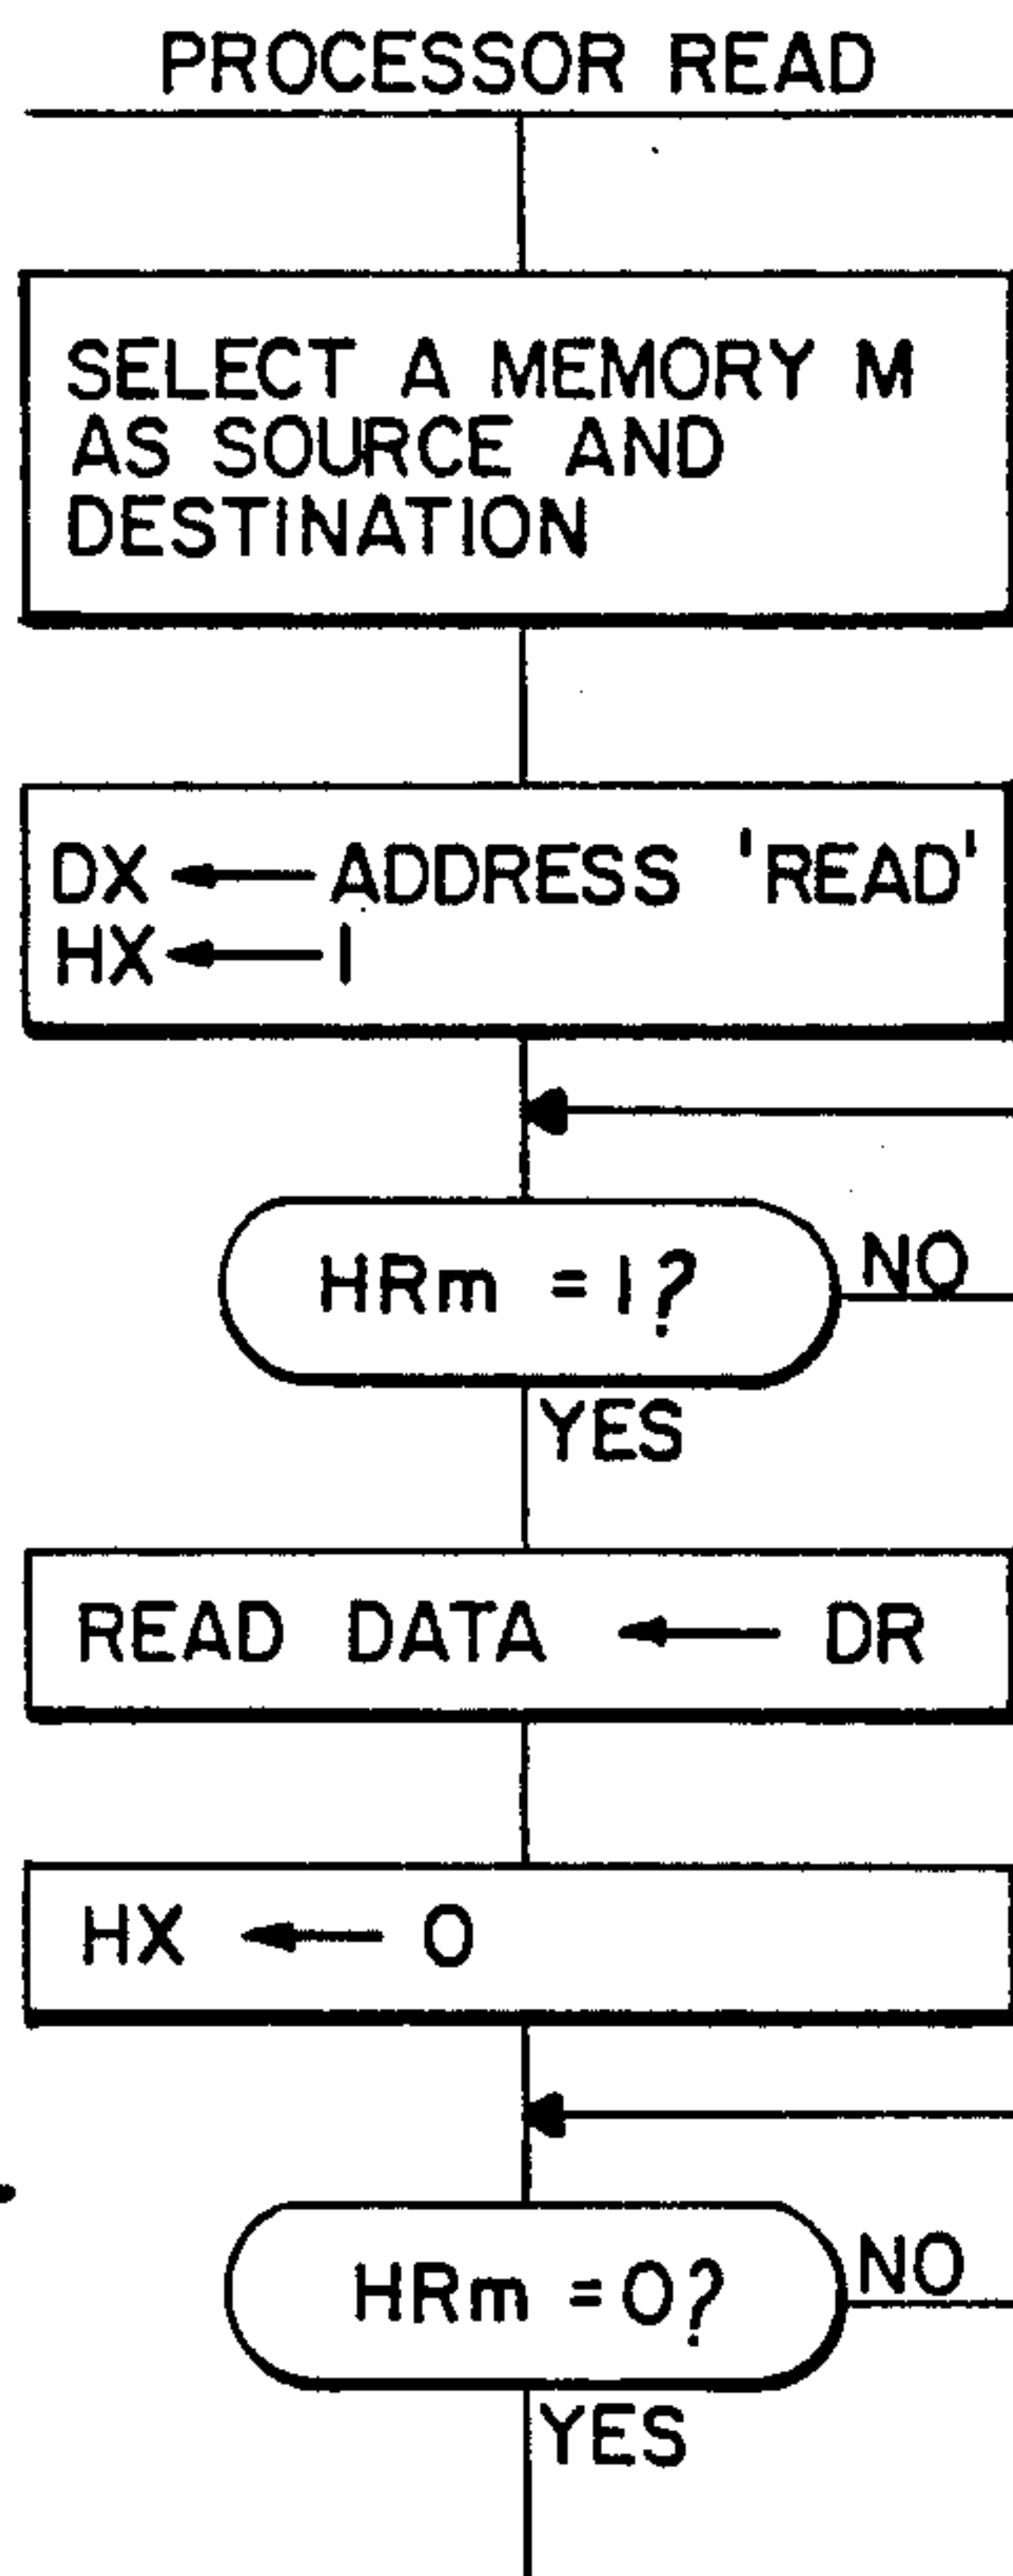 PROCESSOR READ
SELECT A MEMORY M
AS SOURCE AND
DESTINATION
DX ← ADDRESS 'READ'
HX ← 1
HRm = 1?
NO
YES
READ DATA ← DR
HX ← 0
HRm = 0?
NO
YES